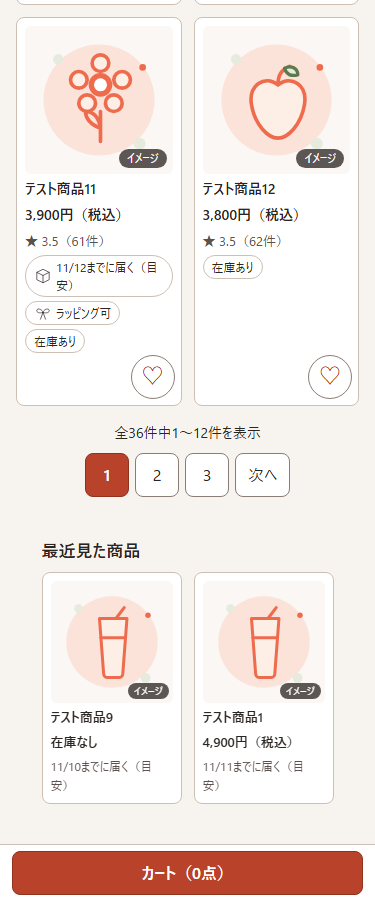 イメージ
テスト商品11
3,900円（税込）
★ 3.5（61件）
11/12までに届く（目
安）
ラッピング可
在庫あり
イメージ
テスト商品12
3,800円（税込）
★ 3.5（62件）
在庫あり
全36件中1〜12件を表示
1
2
3
次へ
最近見た商品
イメージ
テスト商品9
在庫なし
11/10までに届く（目
安）
イメージ
テスト商品1
4,900円（税込）
11/11までに届く（目
安）
カート（0点）